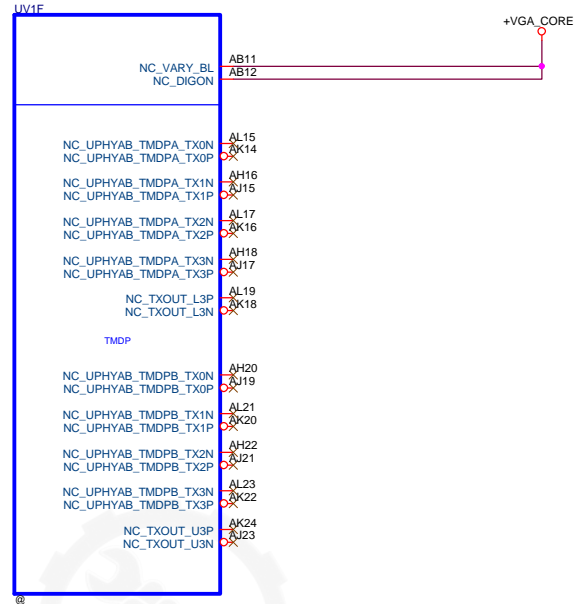 UV1F
+VGA_CORE
NC_VARY_BL AB11
NC_DIGON AB12
NC_UPHYAB_TMDPA_TX0N AL15
NC_UPHYAB_TMDPA_TX0P AK14
NC_UPHYAB_TMDPA_TX1N AH16
NC_UPHYAB_TMDPA_TX1P AJ15
NC_UPHYAB_TMDPA_TX2N AL17
NC_UPHYAB_TMDPA_TX2P AK16
NC_UPHYAB_TMDPA_TX3N AH18
NC_UPHYAB_TMDPA_TX3P AJ17
NC_TXOUT_L3P AL19
NC_TXOUT_L3N AK18
TMDP
NC_UPHYAB_TMDPB_TX0N AH20
NC_UPHYAB_TMDPB_TX0P AJ19
NC_UPHYAB_TMDPB_TX1N AL21
NC_UPHYAB_TMDPB_TX1P AK20
NC_UPHYAB_TMDPB_TX2N AH22
NC_UPHYAB_TMDPB_TX2P AJ21
NC_UPHYAB_TMDPB_TX3N AL23
NC_UPHYAB_TMDPB_TX3P AK22
NC_TXOUT_U3P AK24
NC_TXOUT_U3N AJ23
@